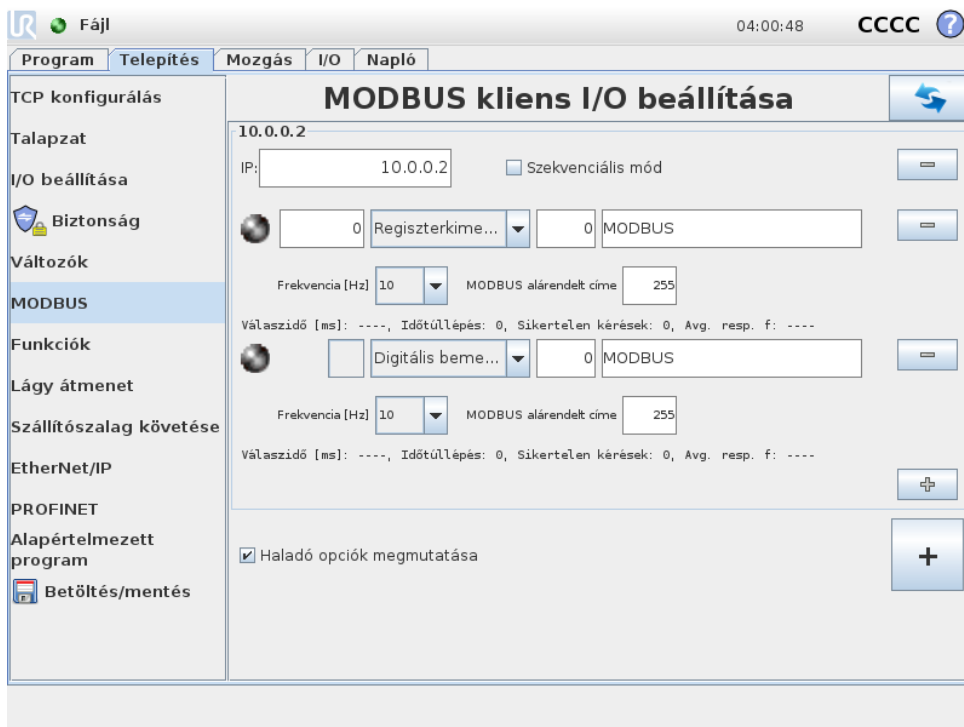 UR Fájl 04:00:48 CCCC ?
Program Telepítés Mozgás I/O Napló
TCP konfigurálás
Talapzat
I/O beállítása
Biztonság
Változók
MODBUS
Funkciók
Lágy átmenet
Szállítószalag követése
EtherNet/IP
PROFINET
Alapértelmezett
program
Betöltés/mentés
MODBUS kliens I/O beállítása
10.0.0.2
IP: 10.0.0.2 Szekvenciális mód
0 Regiszterkime... 0 MODBUS
Frekvencia [Hz] 10 MODBUS alárendelt címe 255
Válaszidő [ms]: ----, Időtúllépés: 0, Sikertelen kérések: 0, Avg. resp. f: ----
Digitális beme... 0 MODBUS
Frekvencia [Hz] 10 MODBUS alárendelt címe 255
Válaszidő [ms]: ----, Időtúllépés: 0, Sikertelen kérések: 0, Avg. resp. f: ----
Haladó opciók megmutatása